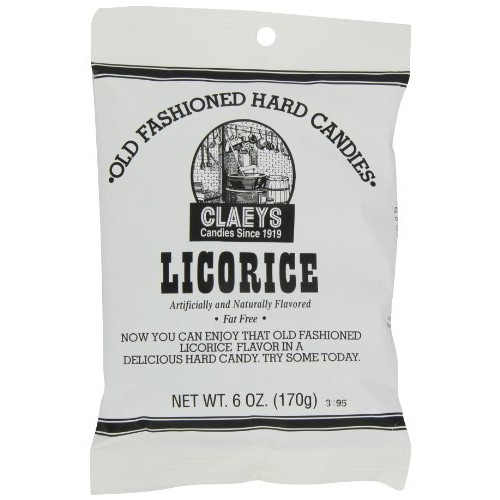 •OLD FASHIONED HARD CANDIES•
CLAEYS
Candies Since 1919
LICORICE
Artificially and Naturally Flavored
• Fat Free •
NOW YOU CAN ENJOY THAT OLD FASHIONED
LICORICE FLAVOR IN A
DELICIOUS HARD CANDY. TRY SOME TODAY.
NET WT. 6 OZ. (170g)